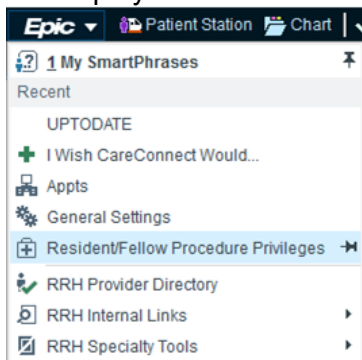 Epic Patient Station Chart
1 My SmartPhrases
Recent
UPTODATE
I Wish CareConnect Would...
Appts
General Settings
Resident/Fellow Procedure Privileges
RRH Provider Directory
RRH Internal Links
RRH Specialty Tools